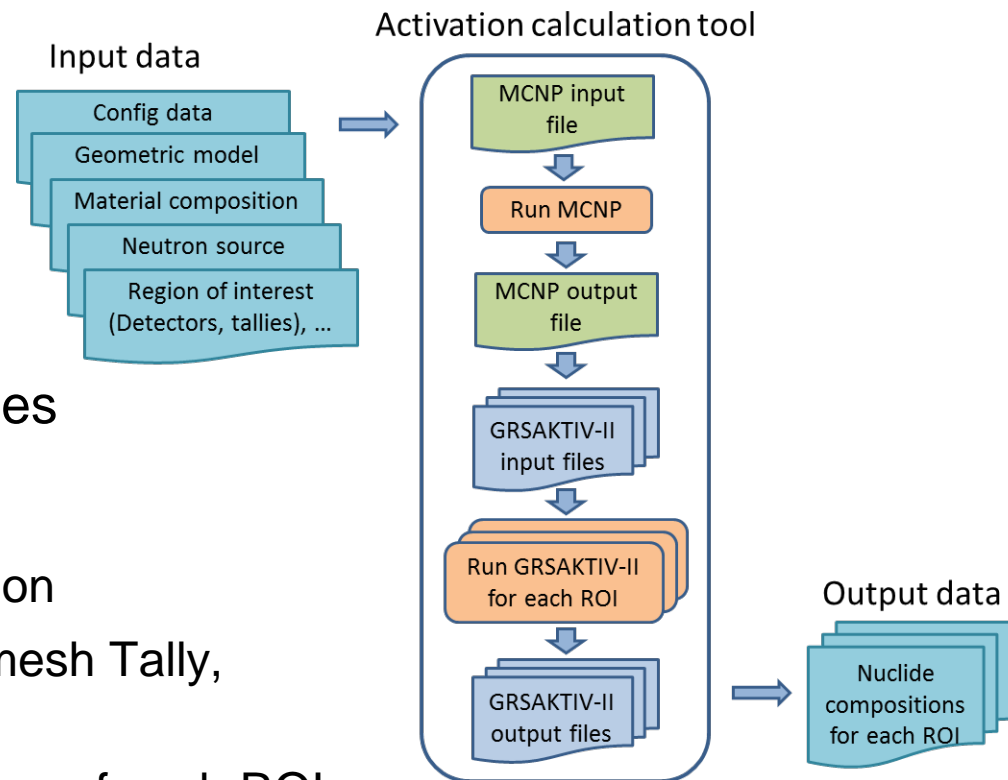 Activation calculation tool
Input data
Config data
Geometric model
Material composition
Neutron source
Region of interest
(Detectors, tallies), ...
MCNP input
file
Run MCNP
MCNP output
file
GRSAKTIV-II
input files
Run GRSAKTIV-II
for each ROI
GRSAKTIV-II
output files
Output data
Nuclide
compositions
for each ROI
es
on
mesh Tally,